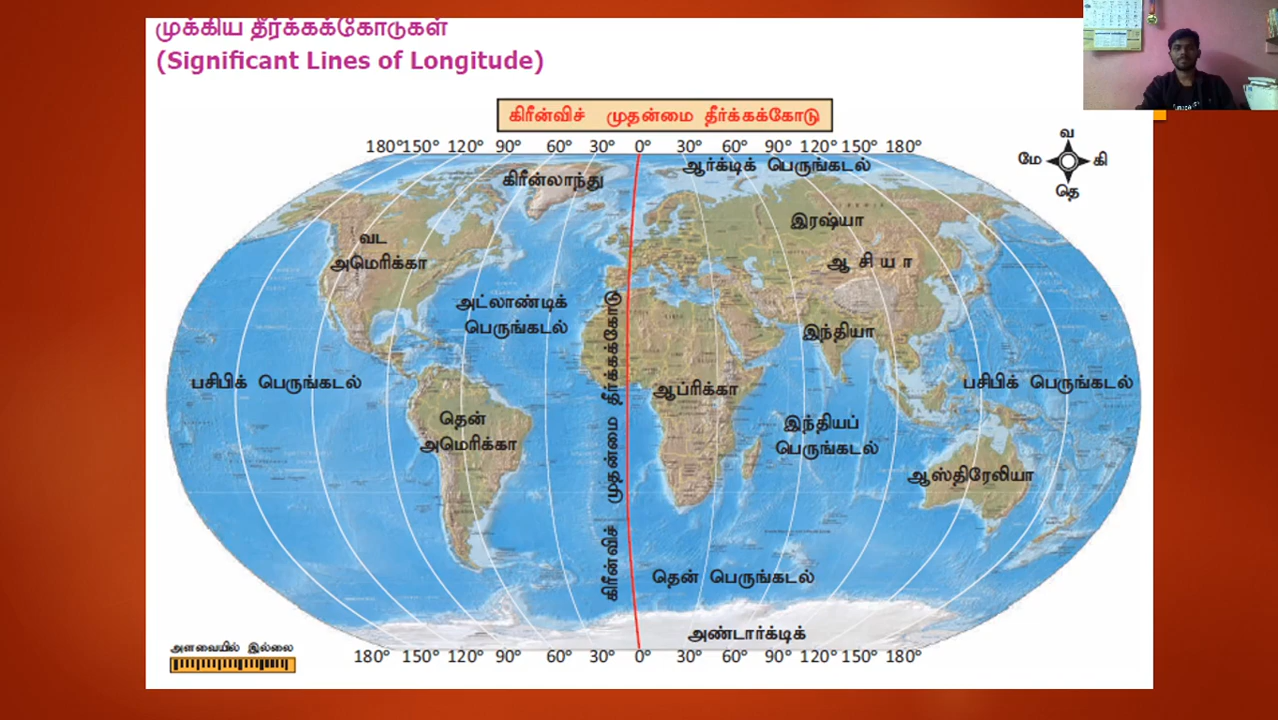 முக்கிய தீர்க்கக்கோடுகள்
(Significant Lines of Longitude)
கிரீன்விச் முதன்மை தீர்க்கக்கோடு
180° 150° 120° 90° 60° 30° 0° 30° 60° 90° 120° 150° 180°
வ
மே கி
தெ
கிரீன்லாந்து
ஆர்க்டிக் பெருங்கடல்
இரஷ்யா
வட
அமெரிக்கா
ஆசியா
அட்லாண்டிக்
பெருங்கடல்
இந்தியா
பசிபிக் பெருங்கடல்
ஆப்ரிக்கா
பசிபிக் பெருங்கடல்
தென்
அமெரிக்கா
இந்தியப்
பெருங்கடல்
ஆஸ்திரேலியா
கிரீன்விச் முதன்மை தீர்க்கக்கோடு
தென் பெருங்கடல்
அண்டார்க்டிக்
அளவையில் இல்லை
180° 150° 120° 90° 60° 30° 0° 30° 60° 90° 120° 150° 180°